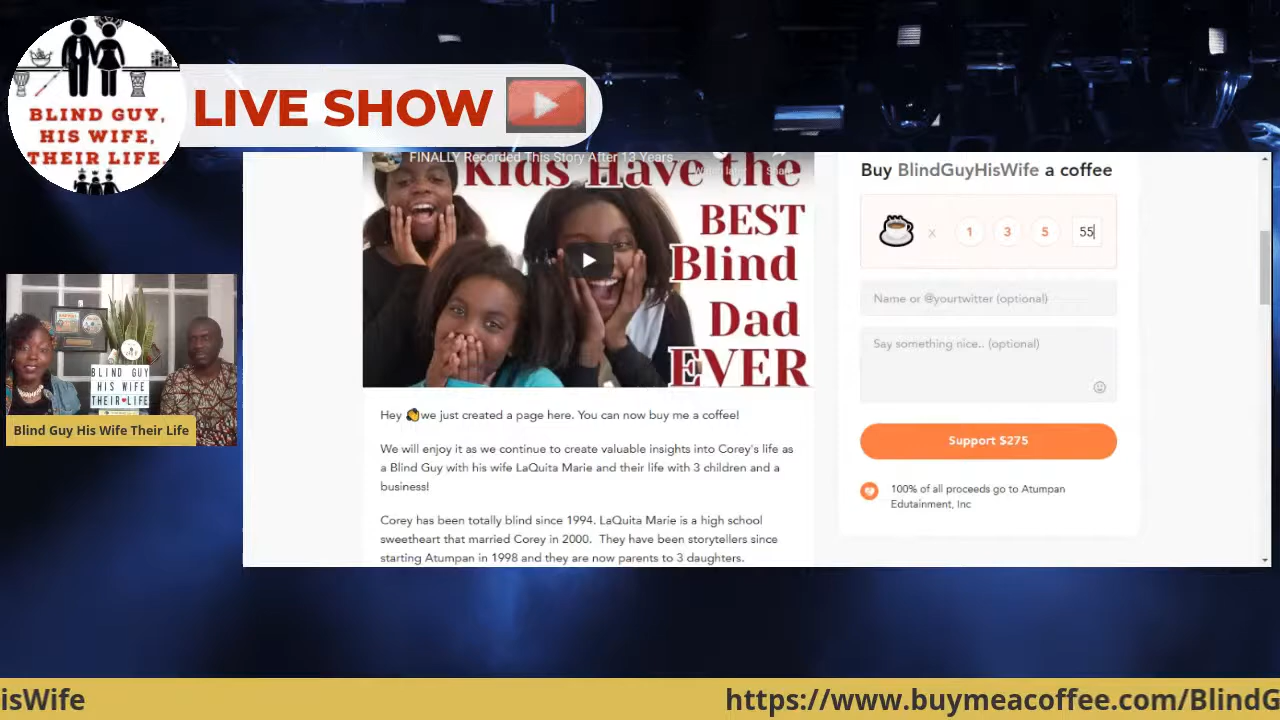 BLIND GUY,
HIS WIFE,
THEIR LIFE.
LIVE SHOW
FINALLY Recorded This Story After 13 Years...
Kids Have the
BEST
Blind
Dad
EVER
BLIND GUY
HIS WIFE
THEIR♥LIFE
Blind Guy His Wife Their Life
Hey 👋we just created a page here. You can now buy me a coffee!
We will enjoy it as we continue to create valuable insights into Corey's life as
a Blind Guy with his wife LaQuita Marie and their life with 3 children and a
business!
Corey has been totally blind since 1994. LaQuita Marie is a high school
sweetheart that married Corey in 2000. They have been storytellers since
starting Atumpan in 1998 and they are now parents to 3 daughters.
Buy BlindGuyHisWife a coffee
x 1 3 5 55
Name or @yourtwitter (optional)
Say something nice.. (optional)
Support $275
100% of all proceeds go to Atumpan
Edutainment, Inc
isWife https://www.buymeacoffee.com/BlindG